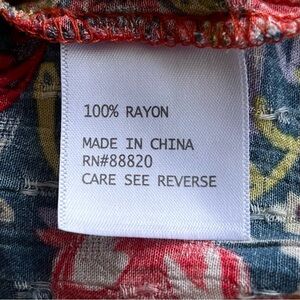 100% RAYON
MADE IN CHINA
RN#88820
CARE SEE REVERSE